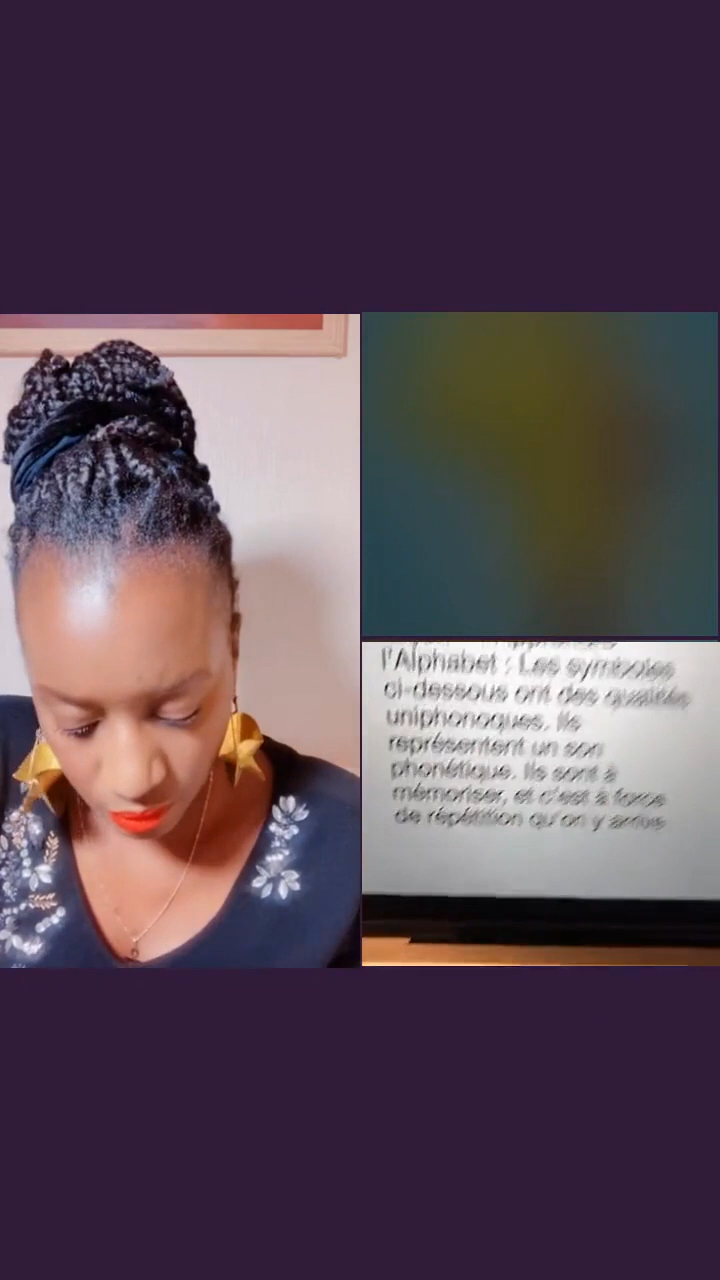 l'Alphabet : Les symboles
ci-dessous ont des qualités
uniphonoques. Ils
représentent un son
phonétique. Ils sont à
mémoriser, et c'est à force
de répétition qu'on y arrive